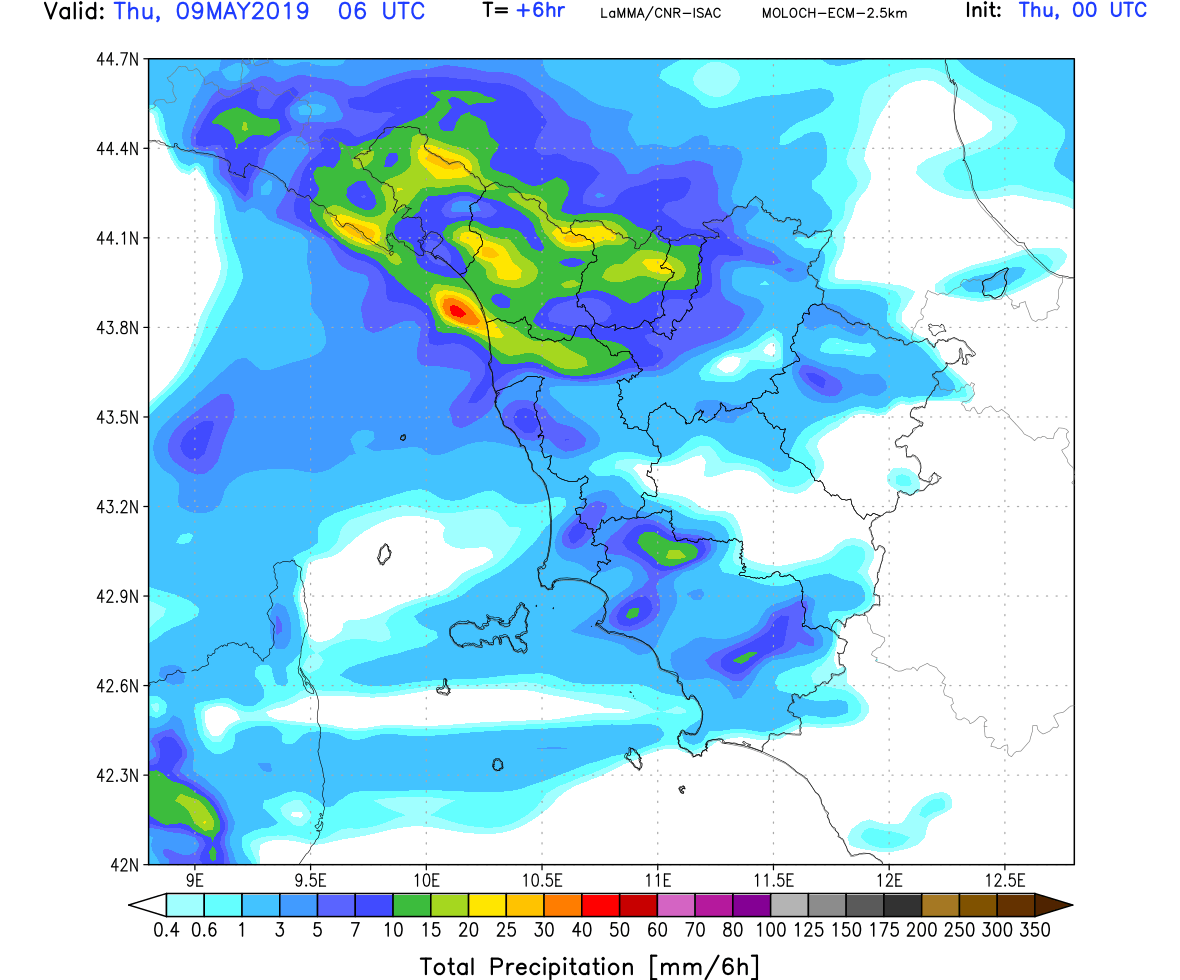 Valid: Thu, 09MAY2019 06 UTC T= +6hr LaMMA/CNR-ISAC MOLOCH-ECM-2.5km Init: Thu, 00 UTC
44.7N
44.4N
44.1N
43.8N
43.5N
43.2N
42.9N
42.6N
42.3N
42N
9E 9.5E 10E 10.5E 11E 11.5E 12E 12.5E
0.4 0.6 1 3 5 7 10 15 20 25 30 40 50 60 70 80 100 125 150 175 200 250 300 350
Total Precipitation [mm/6h]